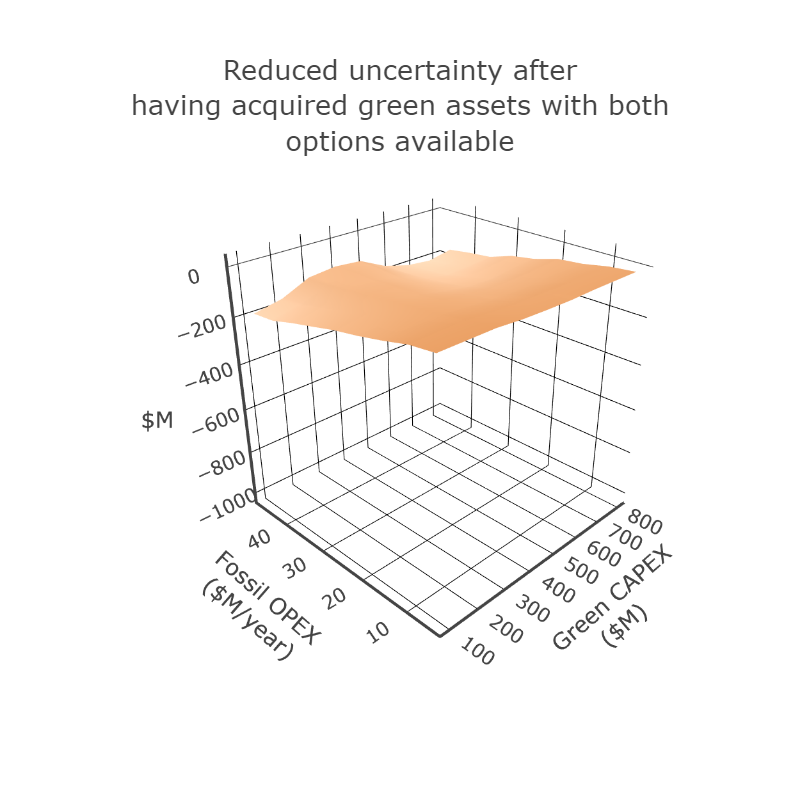 Reduced uncertainty after
having acquired green assets with both
options available
0
−200
−400
−600
−800
−1000
$M
40
30
20
10
Fossil OPEX
($M/year)
100
200
300
400
500
600
700
800
Green CAPEX
($M)